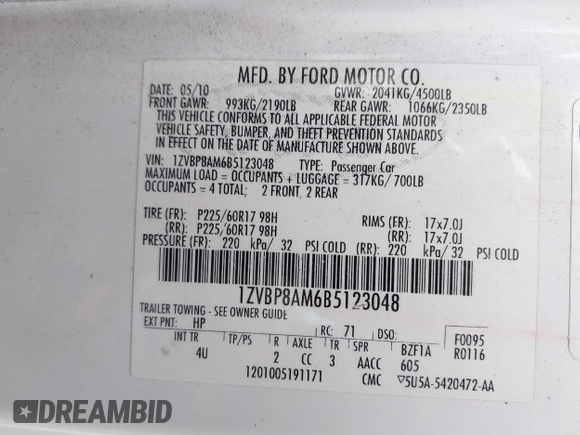 MFD. BY FORD MOTOR CO.
DATE: 05/10 GVWR: 2041KG/4500LB
FRONT GAWR: 993KG/2190LB REAR GAWR: 1066KG/2350LB
THIS VEHICLE CONFORMS TO ALL APPLICABLE FEDERAL MOTOR
VEHICLE SAFETY, BUMPER, AND THEFT PREVENTION STANDARDS
IN EFFECT ON THE DATE OF MANUFACTURE SHOWN ABOVE.
VIN: 1ZVBP8AM6B5123048 TYPE: Passenger Car
MAXIMUM LOAD = OCCUPANTS + LUGGAGE = 317KG/ 700LB
OCCUPANTS = 4 TOTAL; 2 FRONT, 2 REAR
TIRE (FR): P225/60R17 98H RIMS (FR): 17x7.0J
(RR): P225/60R17 98H (RR): 17x7.0J
PRESSURE (FR): 220 kPa/ 32 PSI COLD (RR): 220 kPa/ 32 PSI COLD
1ZVBP8AM6B5123048
TRAILER TOWING - SEE OWNER GUIDE
EXT PNT: HP RC: 71 DSO: F0095
INT TR TP/PS R AXLE TR SPR BZF1A R0116
4U 2 CC 3 AACC 605
1201005191171 CMC ▽5U5A-5420472-AA
DREAMBID